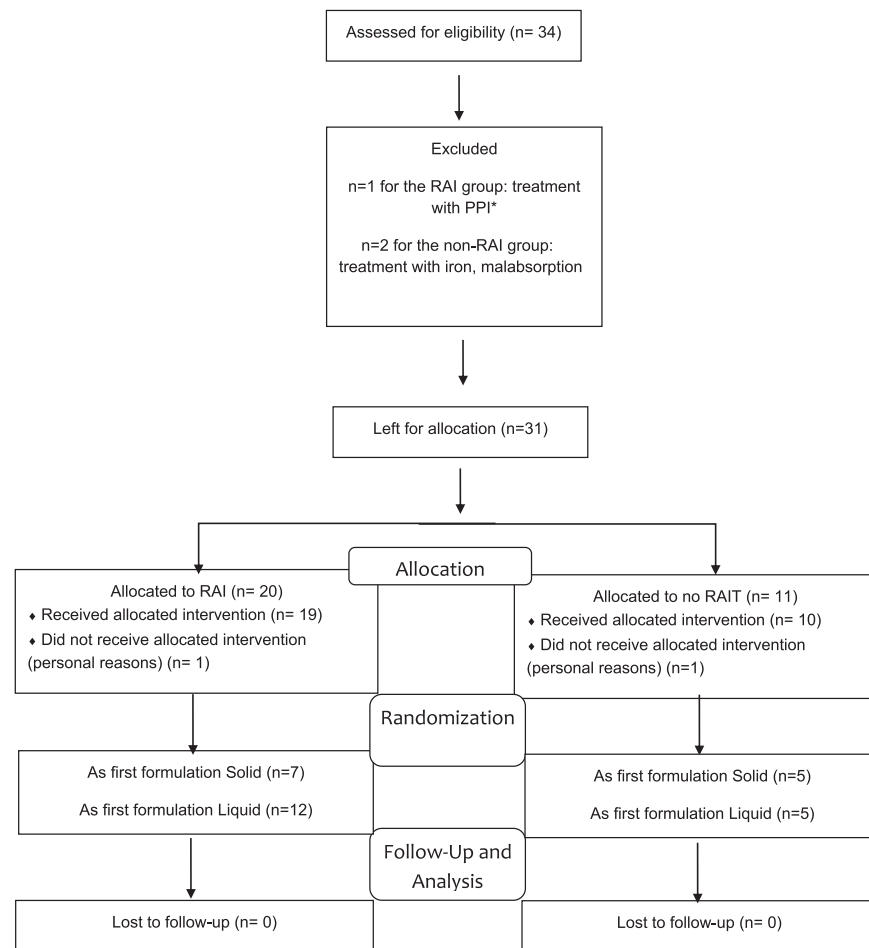 Assessed for eligibility (n= 34)
Excluded
n=1 for the RAI group: treatment
with PPI*
n=2 for the non-RAI group:
treatment with iron, malabsorption
Left for allocation (n=31)
Allocation
Allocated to RAI (n= 20)
♦ Received allocated intervention (n= 19)
♦ Did not receive allocated intervention
(personal reasons) (n= 1)
Allocated to no RAIT (n= 11)
♦ Received allocated intervention (n= 10)
♦ Did not receive allocated intervention
(personal reasons) (n=1)
Randomization
As first formulation Solid (n=7)
As first formulation Liquid (n=12)
As first formulation Solid (n=5)
As first formulation Liquid (n=5)
Follow-Up and
Analysis
Lost to follow-up (n= 0)
Lost to follow-up (n= 0)